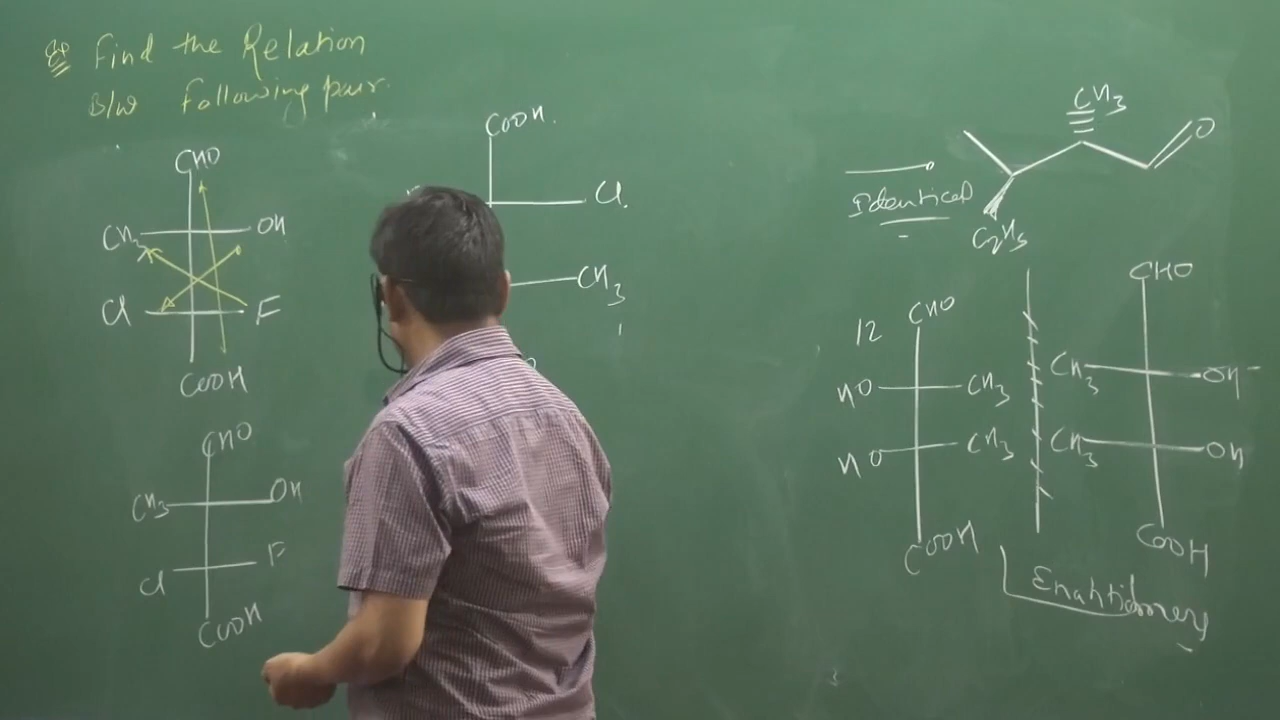 Find the Relation
B/w Following pair.
CHO
CH3 OH
Cl F
COOH
CHO
CH3 OH
Cl F
COOH
COOH.
Cl.
CH3
Identical
CH3
O
C2H5
12
CHO
HO CH3
HO CH3
COOH
CHO
CH3 OH
CH3 OH
COOH
Enantiomers